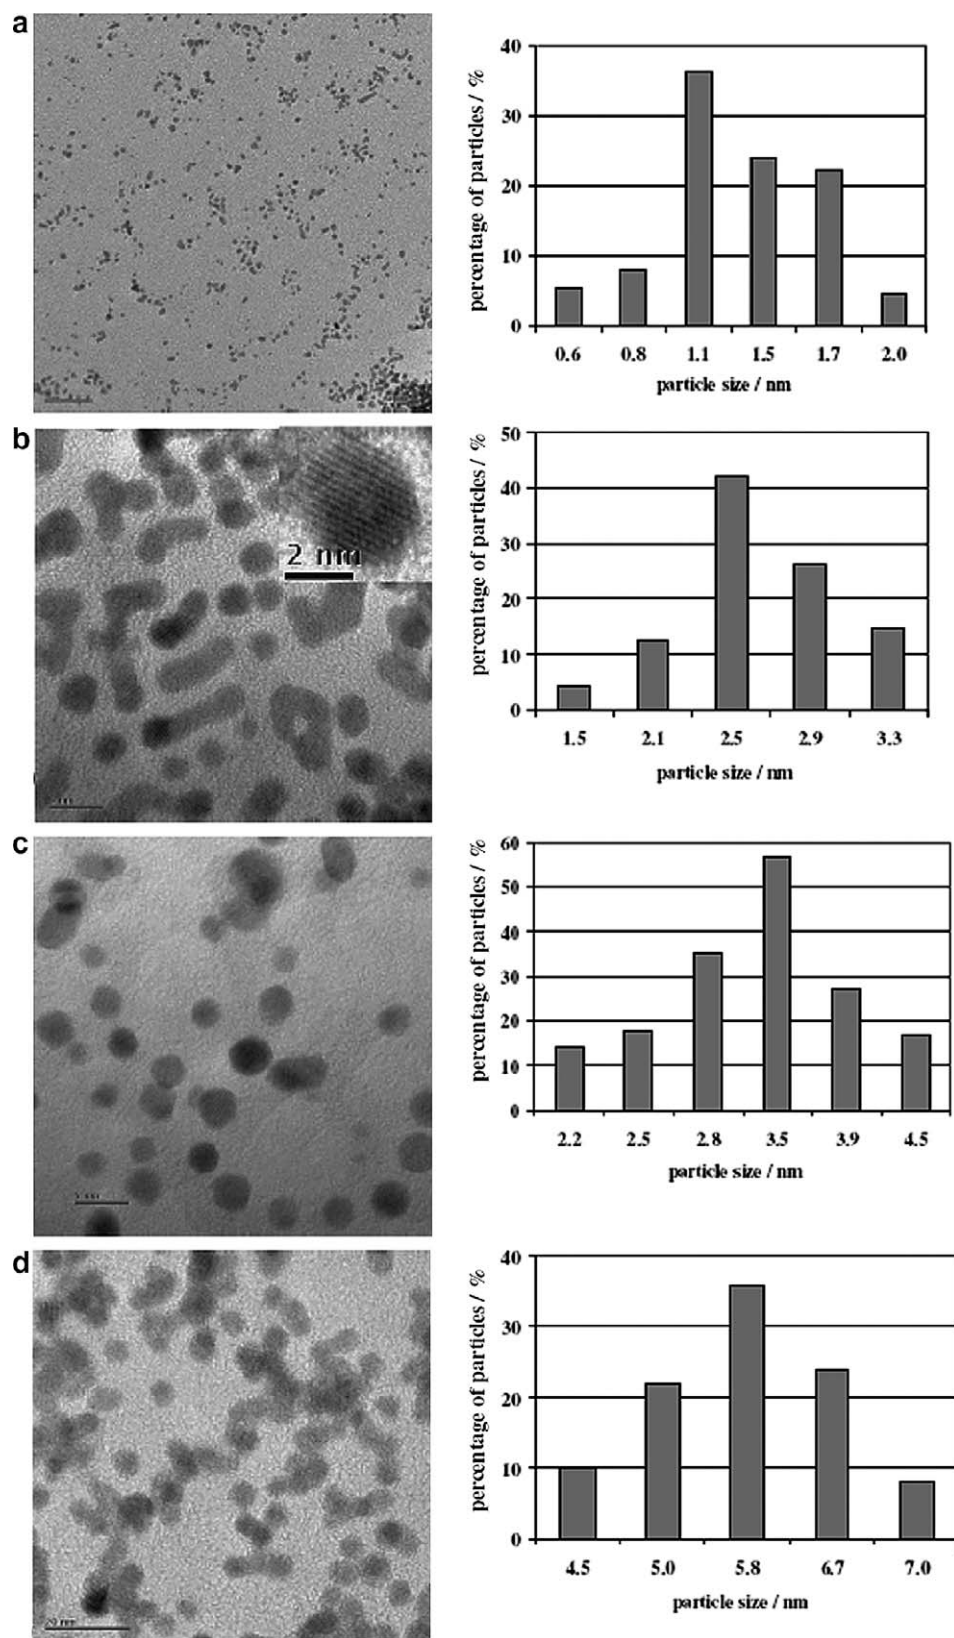 a
40
30
20
10
0
percentage of particles / %
0.6 0.8 1.1 1.5 1.7 2.0
particle size / nm
b
2 nm
50
40
30
20
10
0
percentage of particles / %
1.5 2.1 2.5 2.9 3.3
particle size / nm
c
60
50
40
30
20
10
0
percentage of particles / %
2.2 2.5 2.8 3.5 3.9 4.5
particle size / nm
d
20 nm
40
30
20
10
0
percentage of particles / %
4.5 5.0 5.8 6.7 7.0
particle size / nm